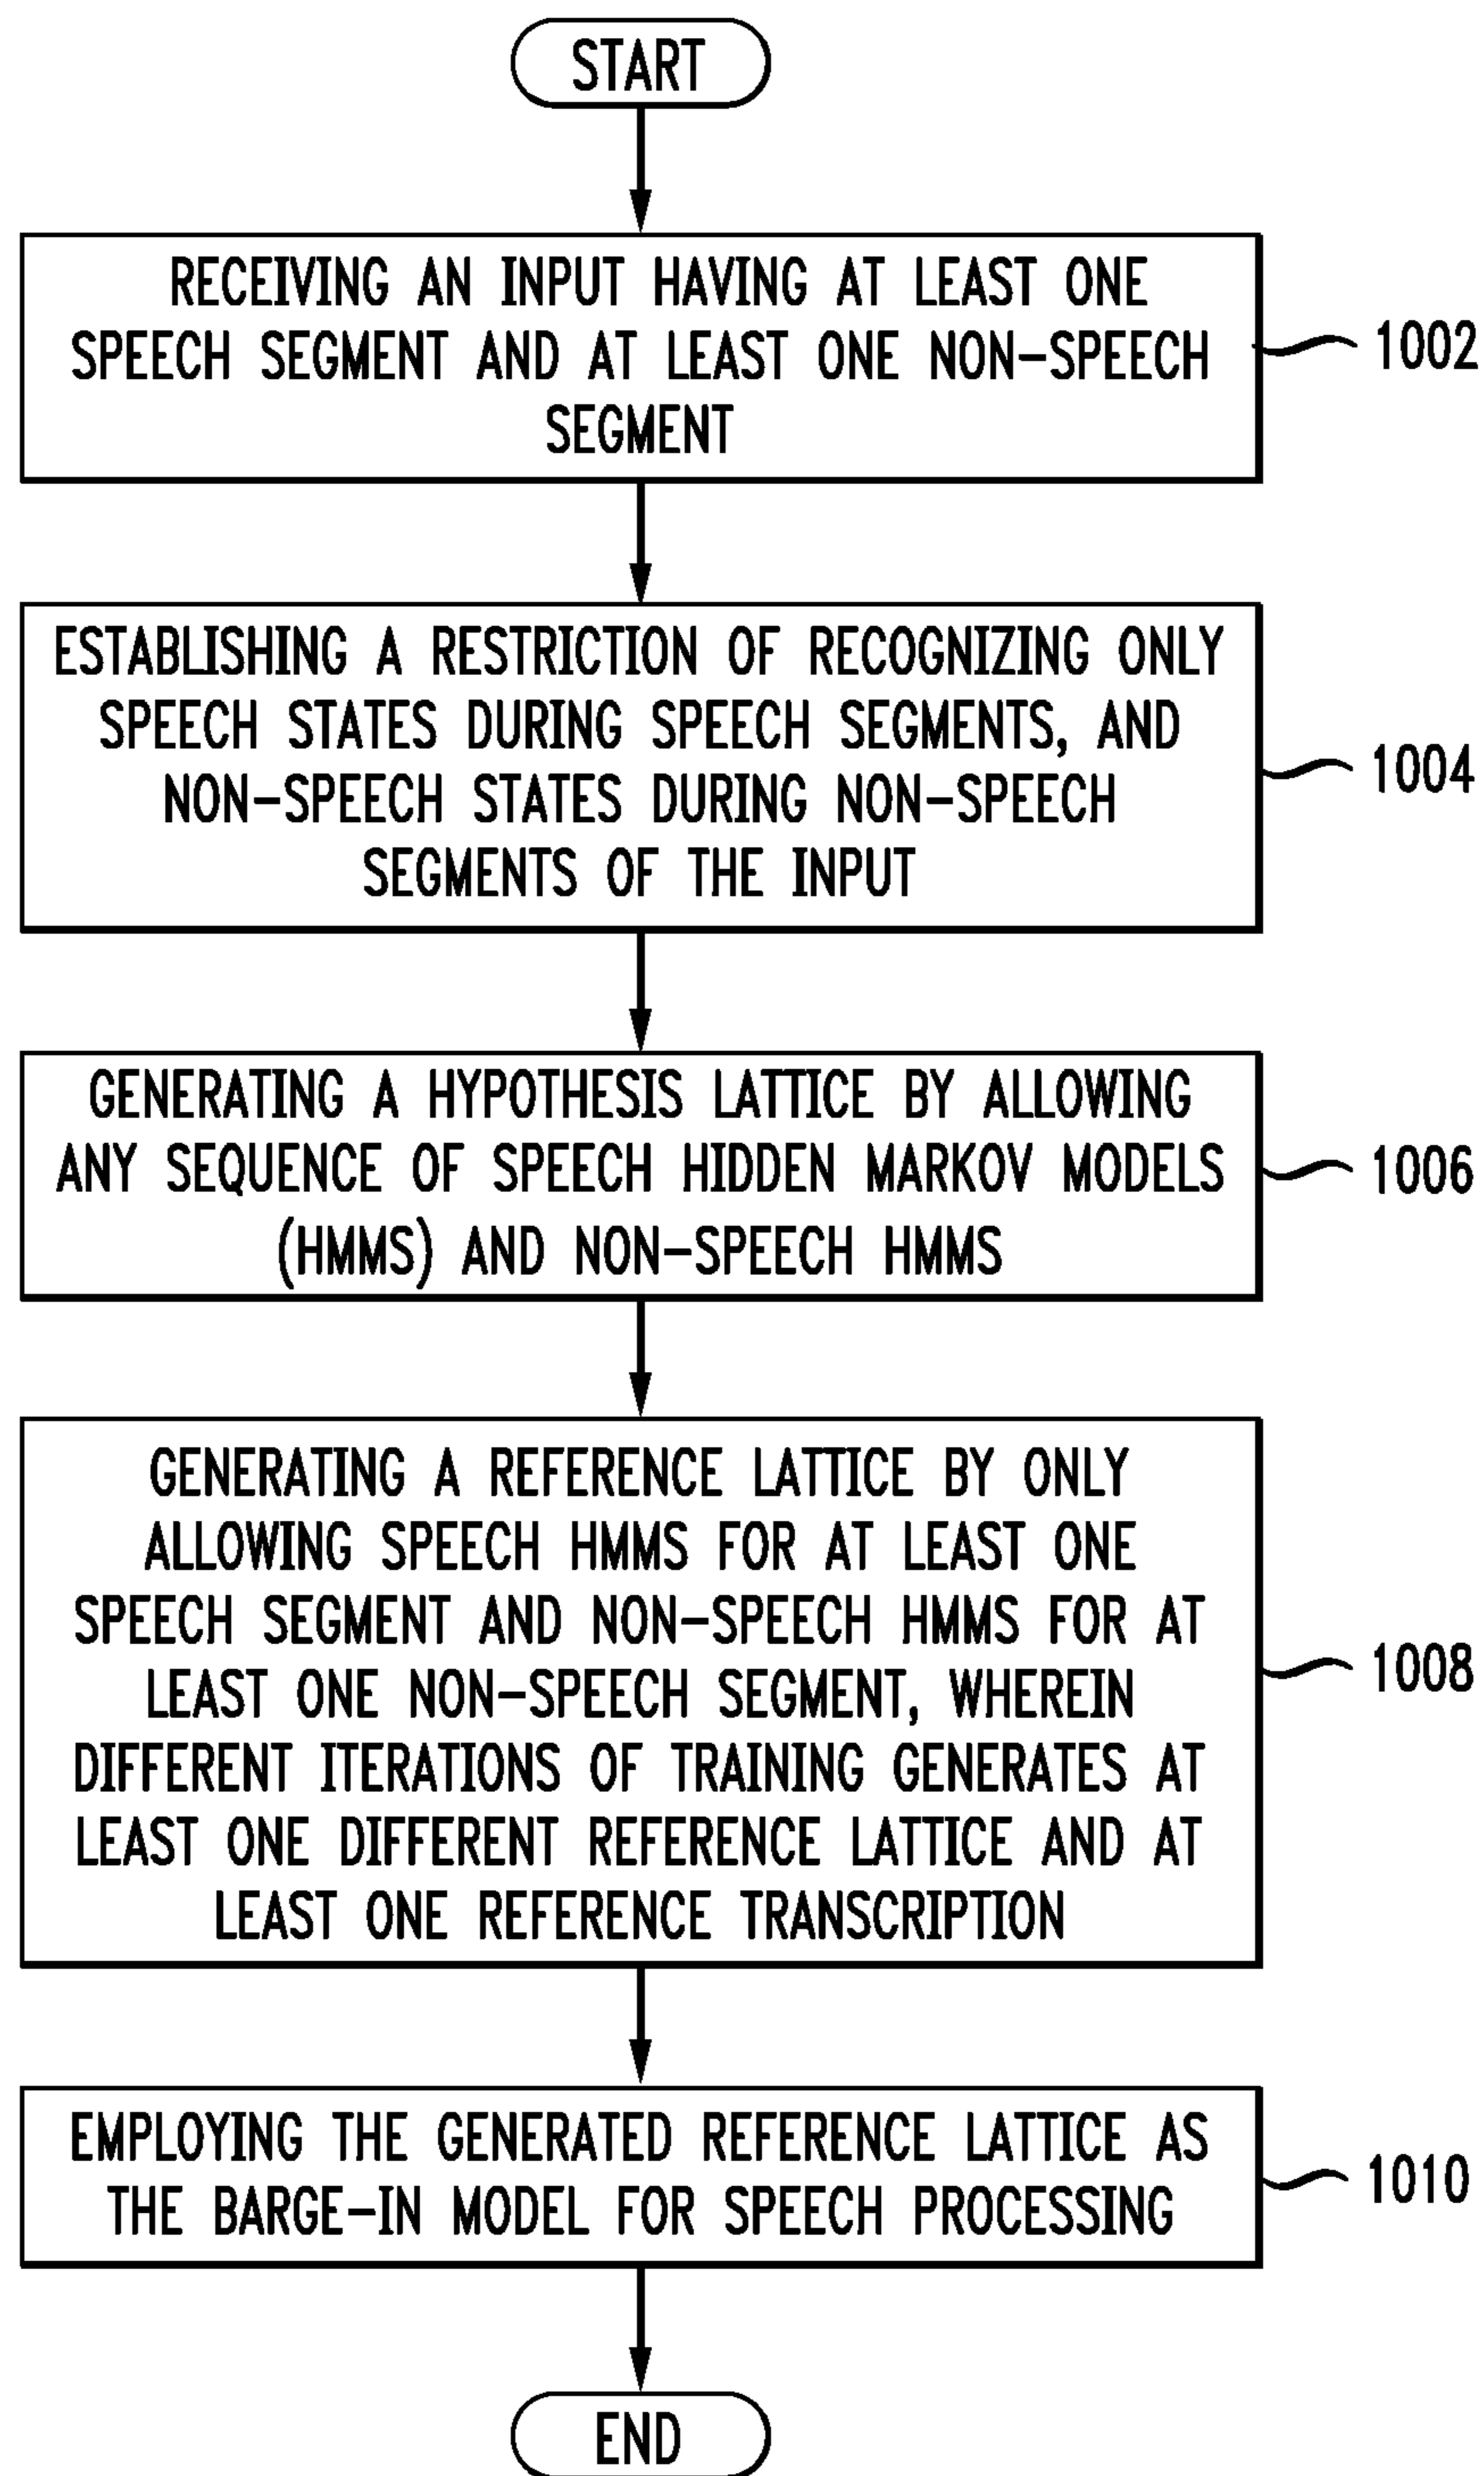 START
RECEIVING AN INPUT HAVING AT LEAST ONE
SPEECH SEGMENT AND AT LEAST ONE NON-SPEECH
SEGMENT
1002
ESTABLISHING A RESTRICTION OF RECOGNIZING ONLY
SPEECH STATES DURING SPEECH SEGMENTS, AND
NON-SPEECH STATES DURING NON-SPEECH
SEGMENTS OF THE INPUT
1004
GENERATING A HYPOTHESIS LATTICE BY ALLOWING
ANY SEQUENCE OF SPEECH HIDDEN MARKOV MODELS
(HMMS) AND NON-SPEECH HMMS
1006
GENERATING A REFERENCE LATTICE BY ONLY
ALLOWING SPEECH HMMS FOR AT LEAST ONE
SPEECH SEGMENT AND NON-SPEECH HMMS FOR AT
LEAST ONE NON-SPEECH SEGMENT, WHEREIN
DIFFERENT ITERATIONS OF TRAINING GENERATES AT
LEAST ONE DIFFERENT REFERENCE LATTICE AND AT
LEAST ONE REFERENCE TRANSCRIPTION
1008
EMPLOYING THE GENERATED REFERENCE LATTICE AS
THE BARGE-IN MODEL FOR SPEECH PROCESSING
1010
END